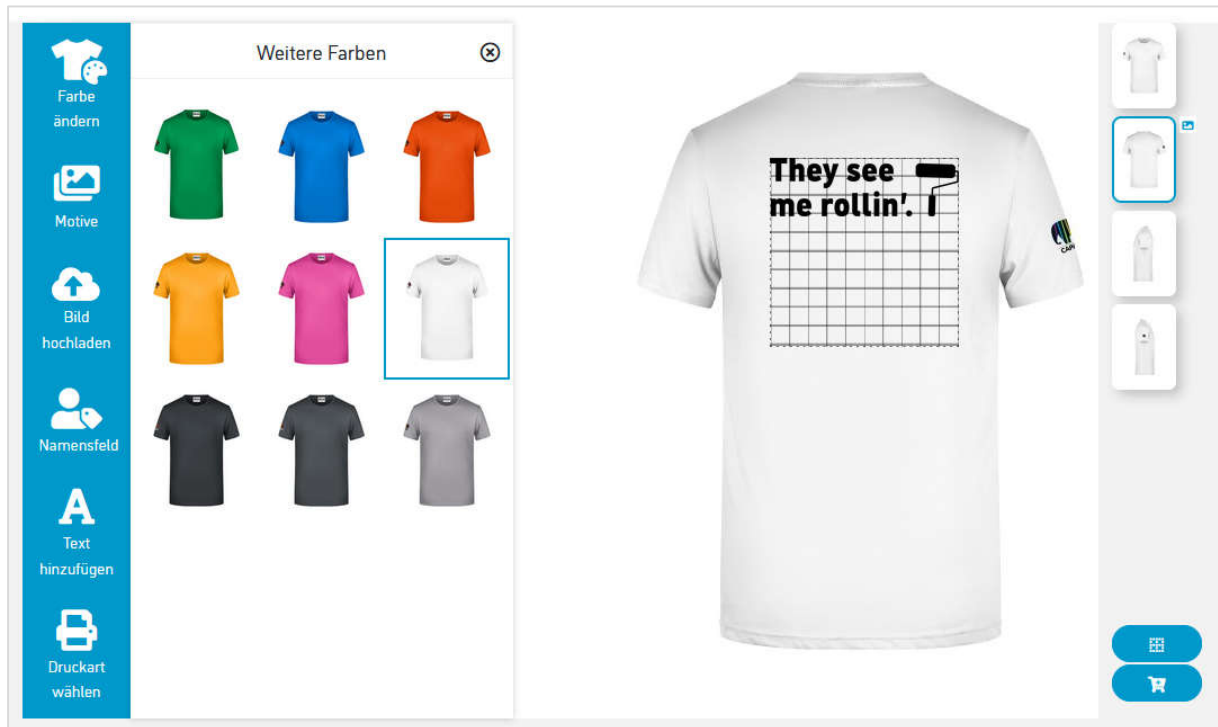 Farbe
ändern
Motive
Bild
hochladen
Namensfeld
A
Text
hinzufügen
Druckart
wählen
Weitere Farben
They see
me rollin'.